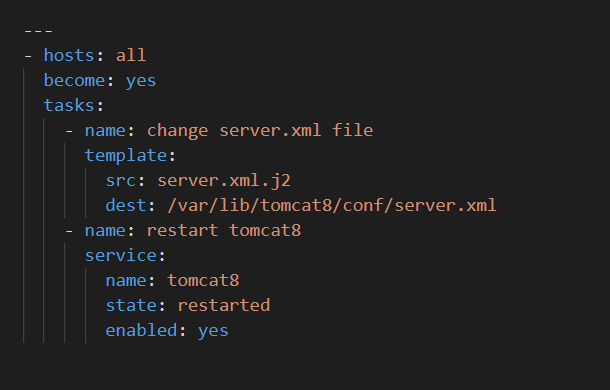 ---
- hosts: all
  become: yes
  tasks:
    - name: change server.xml file
      template:
        src: server.xml.j2
        dest: /var/lib/tomcat8/conf/server.xml
    - name: restart tomcat8
      service:
        name: tomcat8
        state: restarted
        enabled: yes